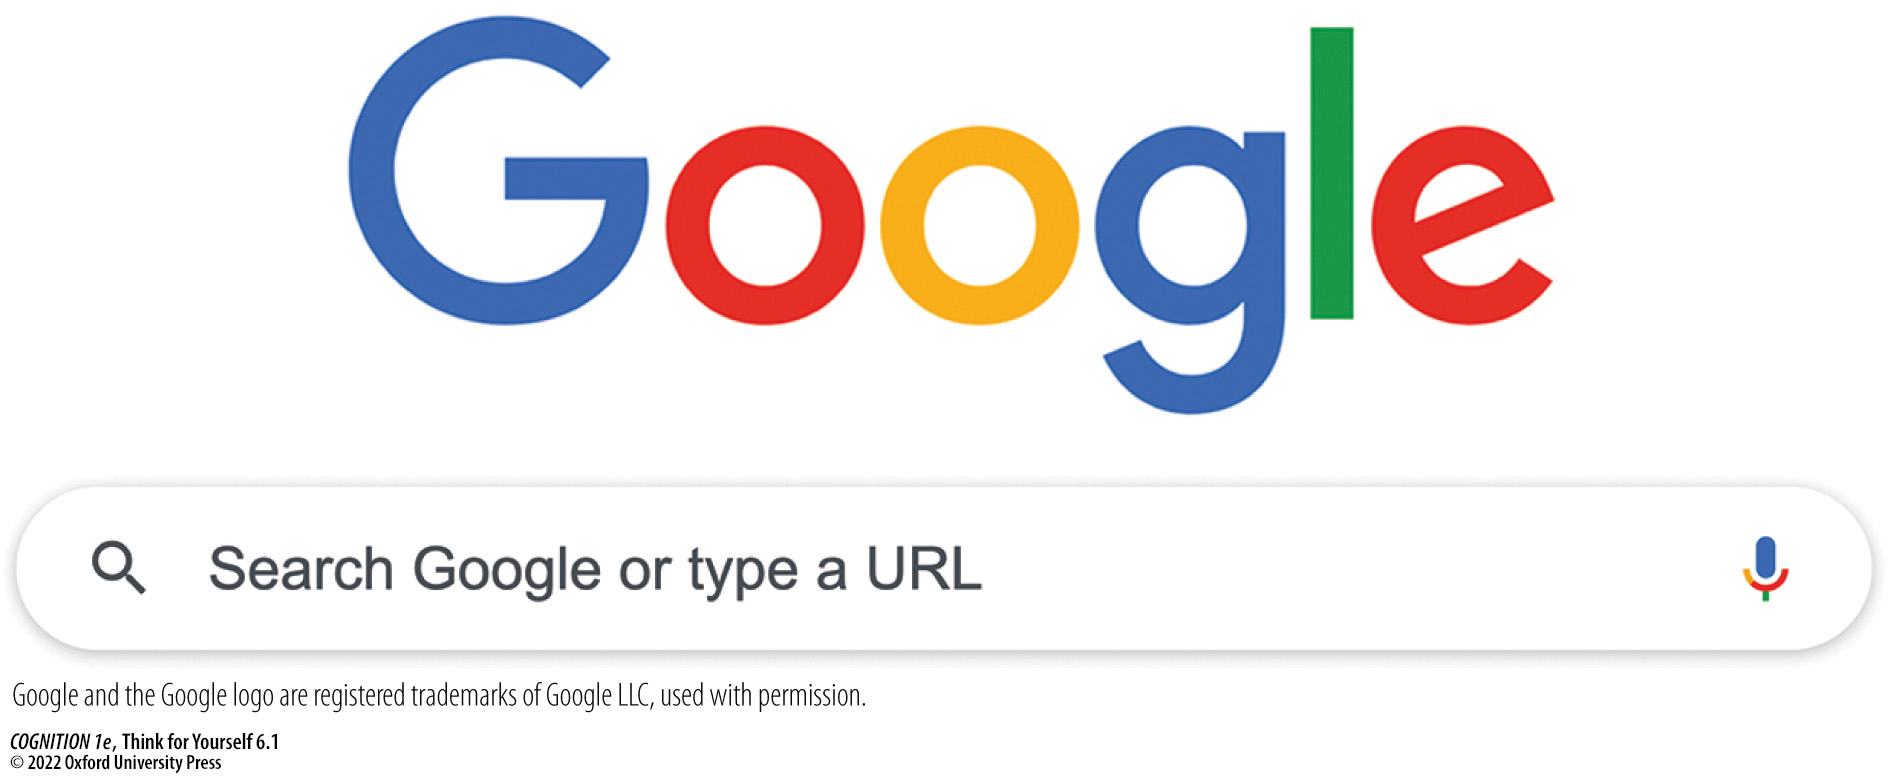 Google
Search Google or type a URL
Google and the Google logo are registered trademarks of Google LLC, used with permission.
COGNITION 1e, Think for Yourself 6.1
© 2022 Oxford University Press